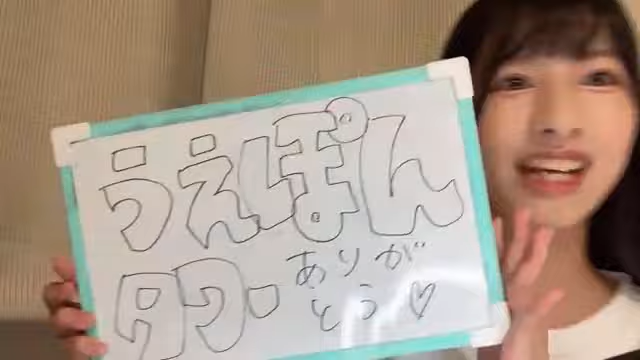 うえぽん
タワー ありが
とう♡